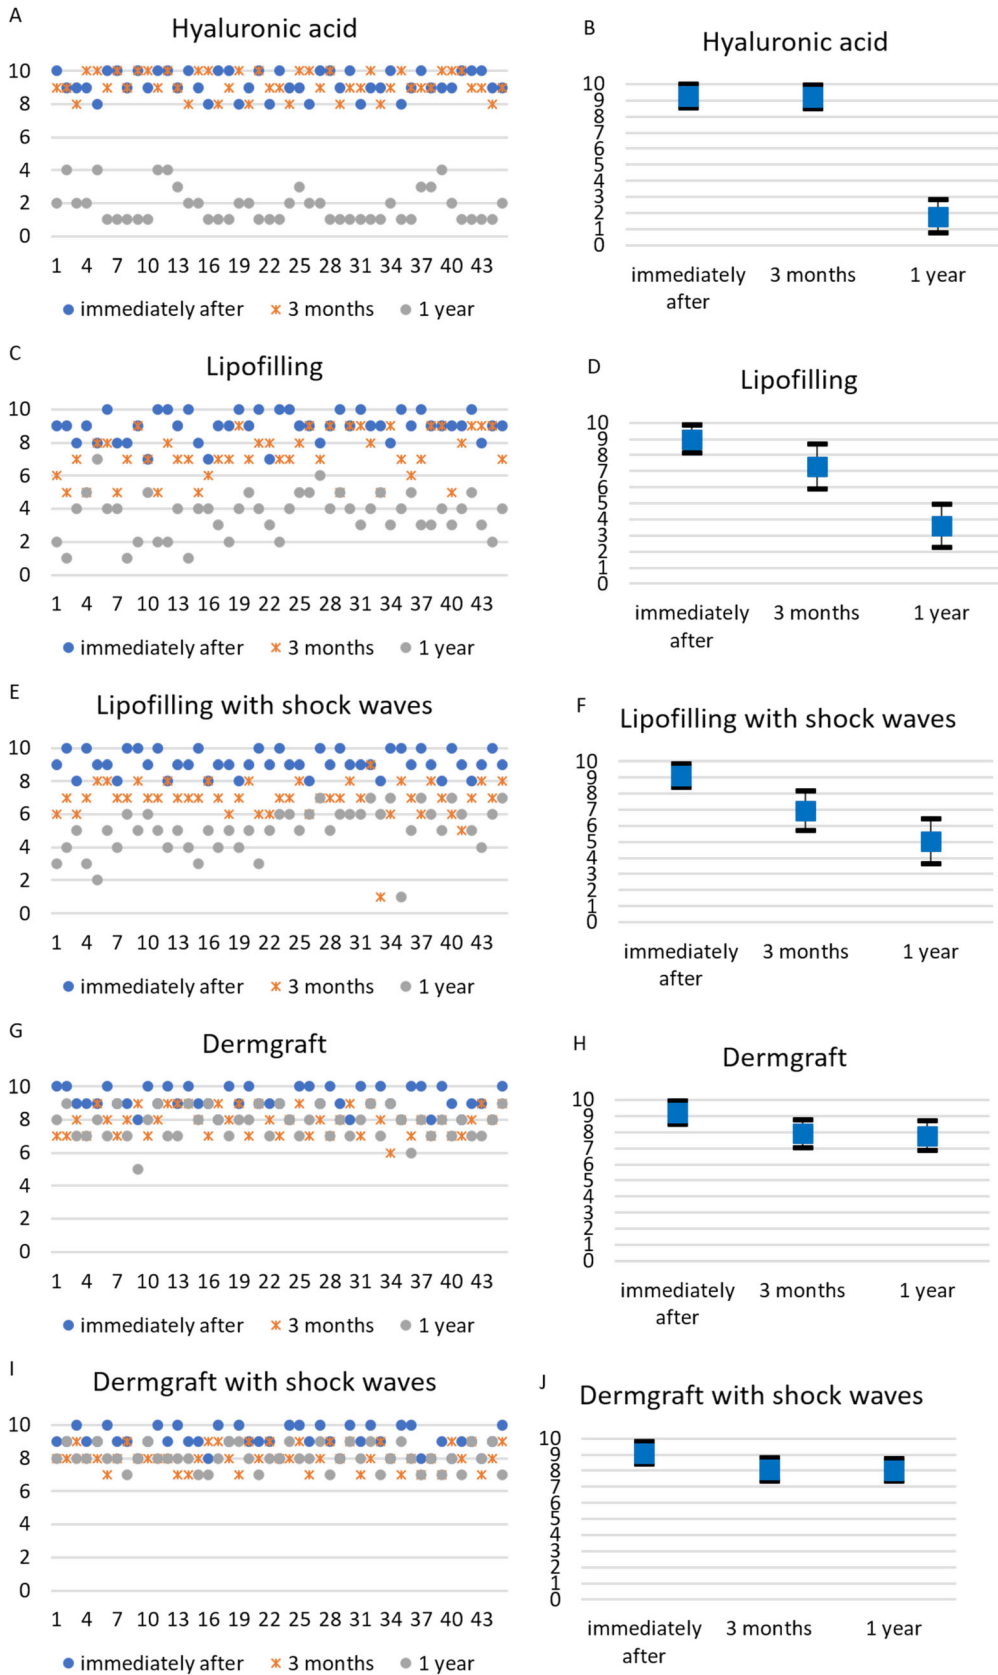 A
Hyaluronic acid
10
8
6
4
2
0
1 4 7 10 13 16 19 22 25 28 31 34 37 40 43
immediately after 3 months 1 year
B
Hyaluronic acid
10
9
8
7
6
5
4
3
2
1
0
immediately 3 months 1 year
after
C
Lipofilling
10
8
6
4
2
0
1 4 7 10 13 16 19 22 25 28 31 34 37 40 43
immediately after 3 months 1 year
D
Lipofilling
10
9
8
7
6
5
4
3
2
1
0
immediately 3 months 1 year
after
E
Lipofilling with shock waves
10
8
6
4
2
0
1 4 7 10 13 16 19 22 25 28 31 34 37 40 43
immediately after 3 months 1 year
F
Lipofilling with shock waves
10
9
8
7
6
5
4
3
2
1
0
immediately 3 months 1 year
after
G
Dermgraft
10
8
6
4
2
0
1 4 7 10 13 16 19 22 25 28 31 34 37 40 43
immediately after 3 months 1 year
H
Dermgraft
10
9
8
7
6
5
4
3
2
1
0
immediately 3 months 1 year
after
I
Dermgraft with shock waves
10
8
6
4
2
0
1 4 7 10 13 16 19 22 25 28 31 34 37 40 43
immediately after 3 months 1 year
J
Dermgraft with shock waves
10
9
8
7
6
5
4
3
2
1
0
immediately 3 months 1 year
after